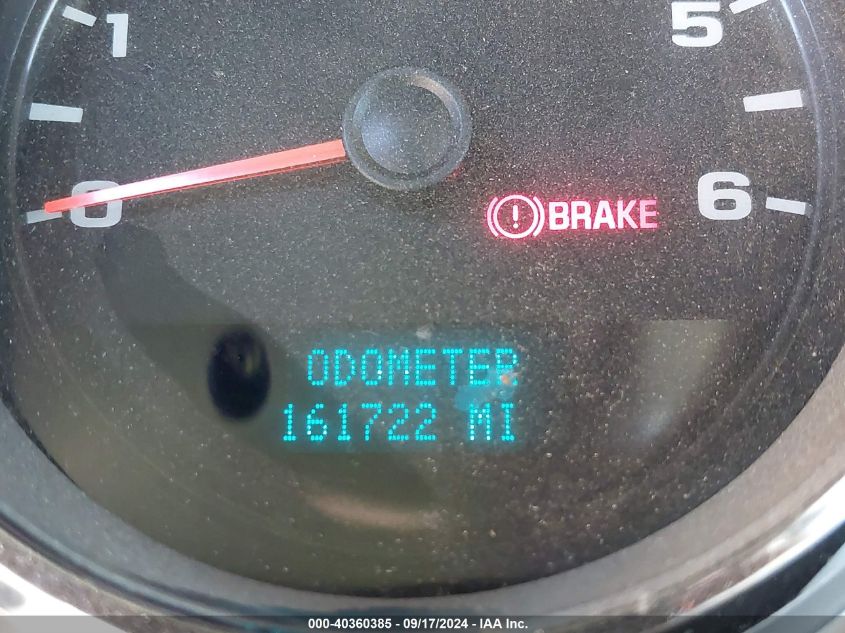 1 5
0 6
BRAKE
ODOMETER
161722 MI
000-40360385 - 09/17/2024 - IAA Inc.